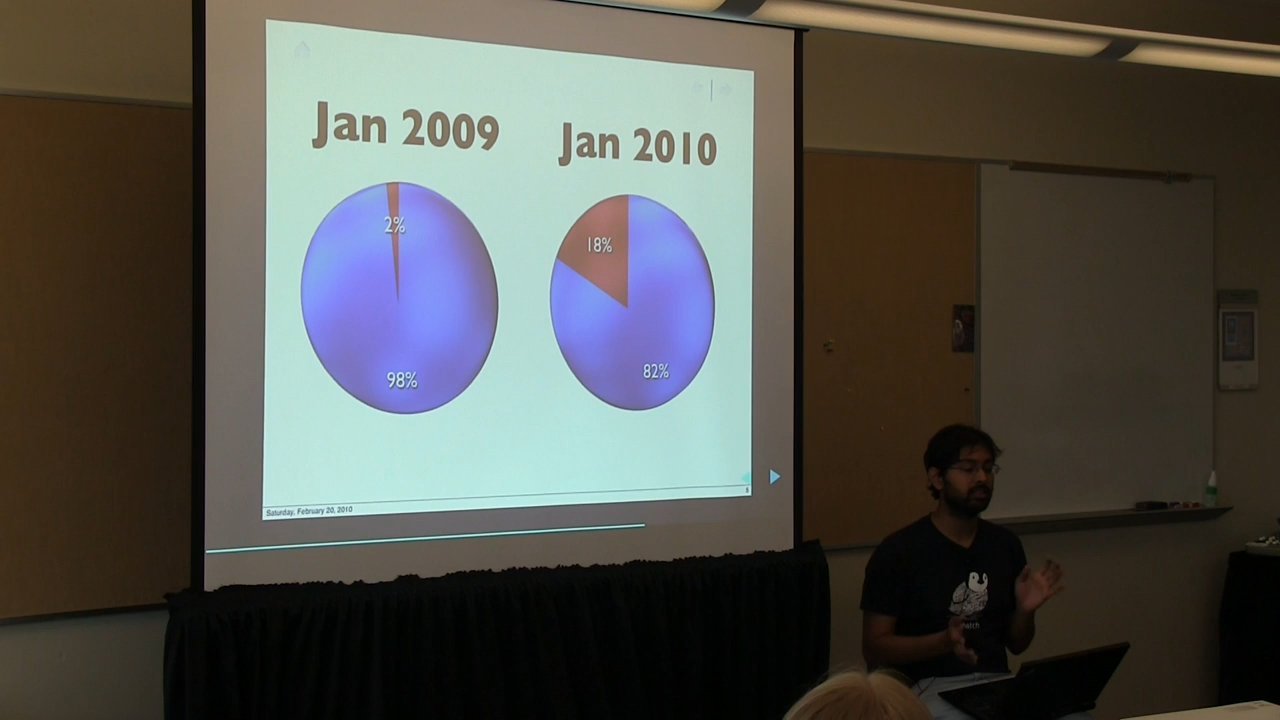 Jan 2009
Jan 2010
2%
18%
98%
82%
Saturday, February 20, 2010